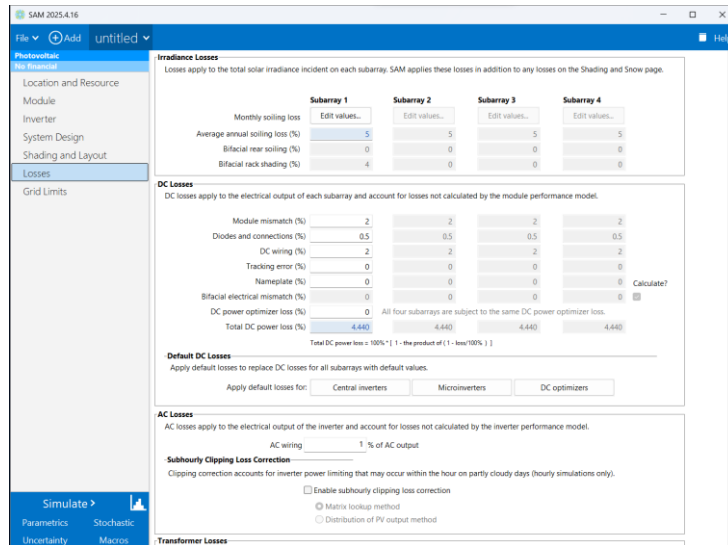 SAM 2025.4.16
File Add untitled Help
Photovoltaic
No financial
Location and Resource
Module
Inverter
System Design
Shading and Layout
Losses
Grid Limits
Simulate >
Parametrics Stochastic
Uncertainty Macros
Irradiance Losses
Losses apply to the total solar irradiance incident on each subarray. SAM applies these losses in addition to any losses on the Shading and Snow page.
Subarray 1 Subarray 2 Subarray 3 Subarray 4
Monthly soiling loss Edit values... Edit values... Edit values... Edit values...
Average annual soiling loss (%) 5 5 5 5
Bifacial rear soiling (%) 0 0 0 0
Bifacial rack shading (%) 4 0 0 0
DC Losses
DC losses apply to the electrical output of each subarray and account for losses not calculated by the module performance model.
Module mismatch (%) 2 2 2 2
Diodes and connections (%) 0.5 0.5 0.5 0.5
DC wiring (%) 2 2 2 2
Tracking error (%) 0 0 0 0
Nameplate (%) 0 0 0 0 Calculate?
Bifacial electrical mismatch (%) 0 0 0 0
DC power optimizer loss (%) 0 All four subarrays are subject to the same DC power optimizer loss.
Total DC power loss (%) 4.440 4.440 4.440 4.440
Total DC power loss = 100% * [ 1 - the product of ( 1 - loss/100% ) ]
Default DC Losses
Apply default losses to replace DC losses for all subarrays with default values.
Apply default losses for: Central inverters Microinverters DC optimizers
AC Losses
AC losses apply to the electrical output of the inverter and account for losses not calculated by the inverter performance model.
AC wiring 1 % of AC output
Subhourly Clipping Loss Correction
Clipping correction accounts for inverter power limiting that may occur within the hour on partly cloudy days (hourly simulations only).
Enable subhourly clipping loss correction
Matrix lookup method
Distribution of PV output method
Transformer Losses